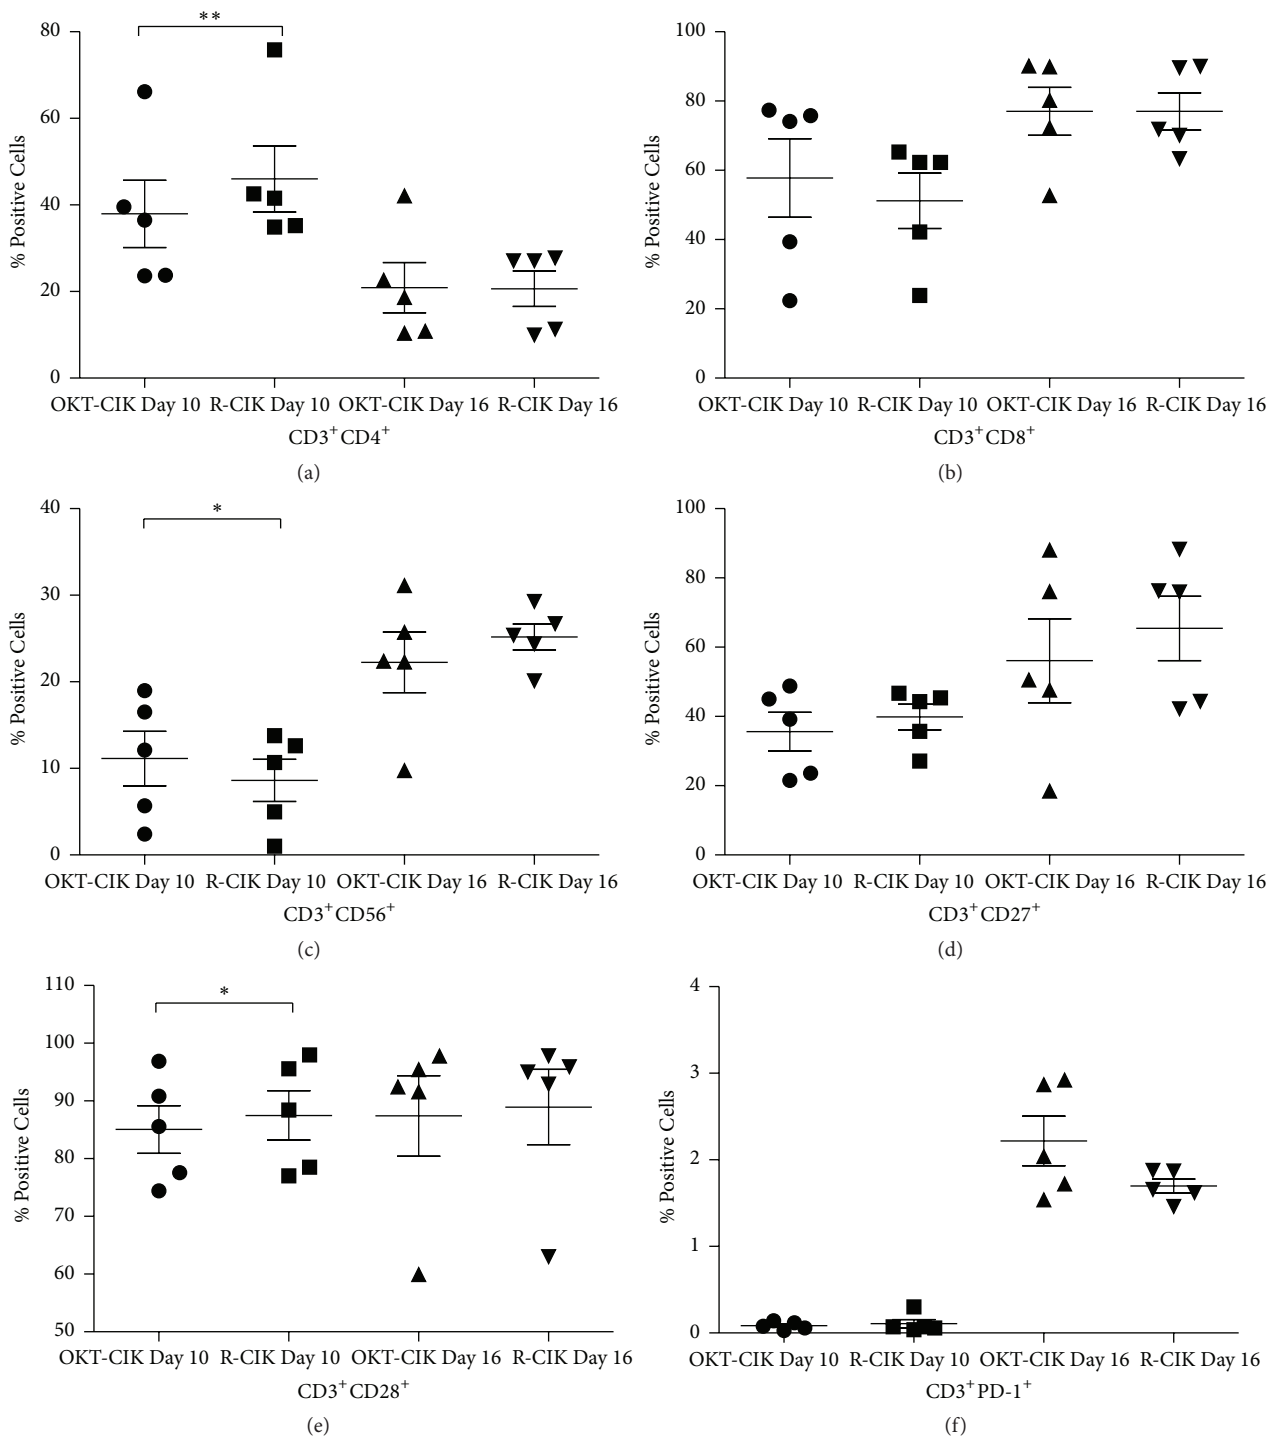 80
60
40
20
0
% Positive Cells
**
OKT-CIK Day 10 R-CIK Day 10 OKT-CIK Day 16 R-CIK Day 16
CD3⁺CD4⁺
(a)
100
80
60
40
20
0
% Positive Cells
OKT-CIK Day 10 R-CIK Day 10 OKT-CIK Day 16 R-CIK Day 16
CD3⁺CD8⁺
(b)
40
30
20
10
0
% Positive Cells
*
OKT-CIK Day 10 R-CIK Day 10 OKT-CIK Day 16 R-CIK Day 16
CD3⁺CD56⁺
(c)
100
80
60
40
20
0
% Positive Cells
OKT-CIK Day 10 R-CIK Day 10 OKT-CIK Day 16 R-CIK Day 16
CD3⁺CD27⁺
(d)
110
100
90
80
70
60
50
% Positive Cells
*
OKT-CIK Day 10 R-CIK Day 10 OKT-CIK Day 16 R-CIK Day 16
CD3⁺CD28⁺
(e)
4
3
2
1
0
% Positive Cells
OKT-CIK Day 10 R-CIK Day 10 OKT-CIK Day 16 R-CIK Day 16
CD3⁺PD-1⁺
(f)